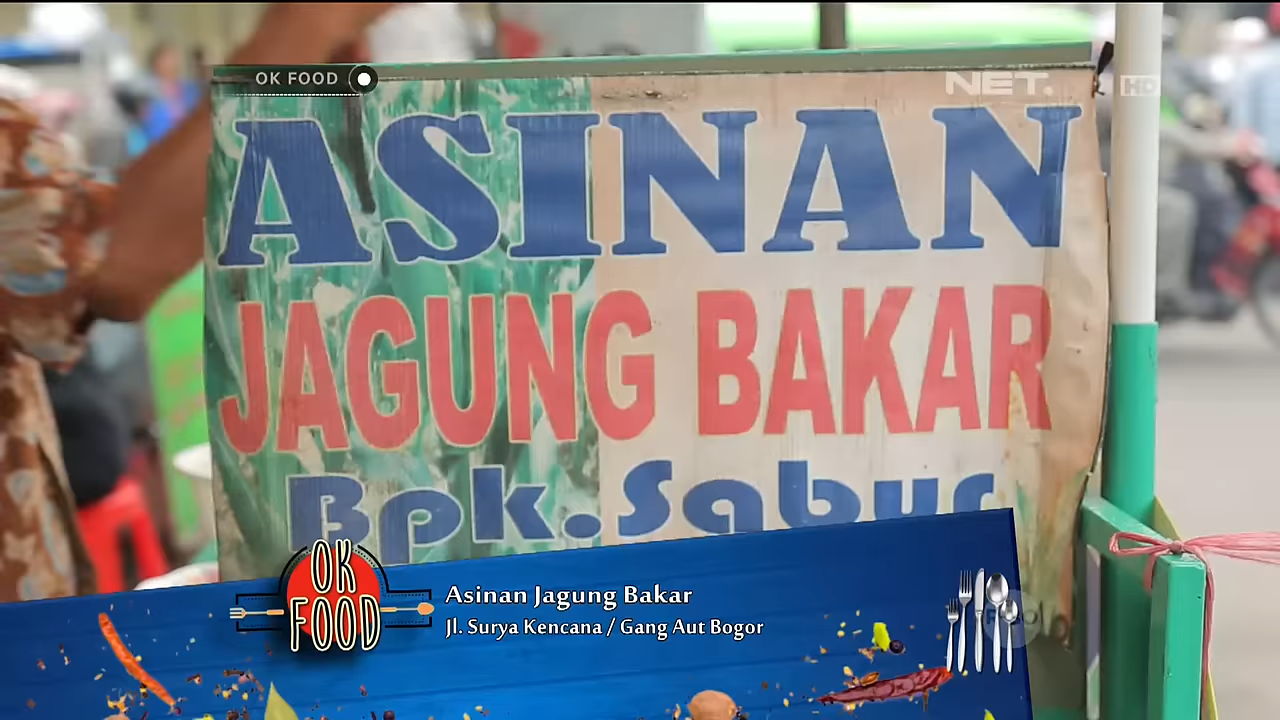 OK FOOD
NET. HD
ASINAN
JAGUNG BAKAR
Bpk. Sabur
OK
FOOD
Asinan Jagung Bakar
Jl. Surya Kencana / Gang Aut Bogor